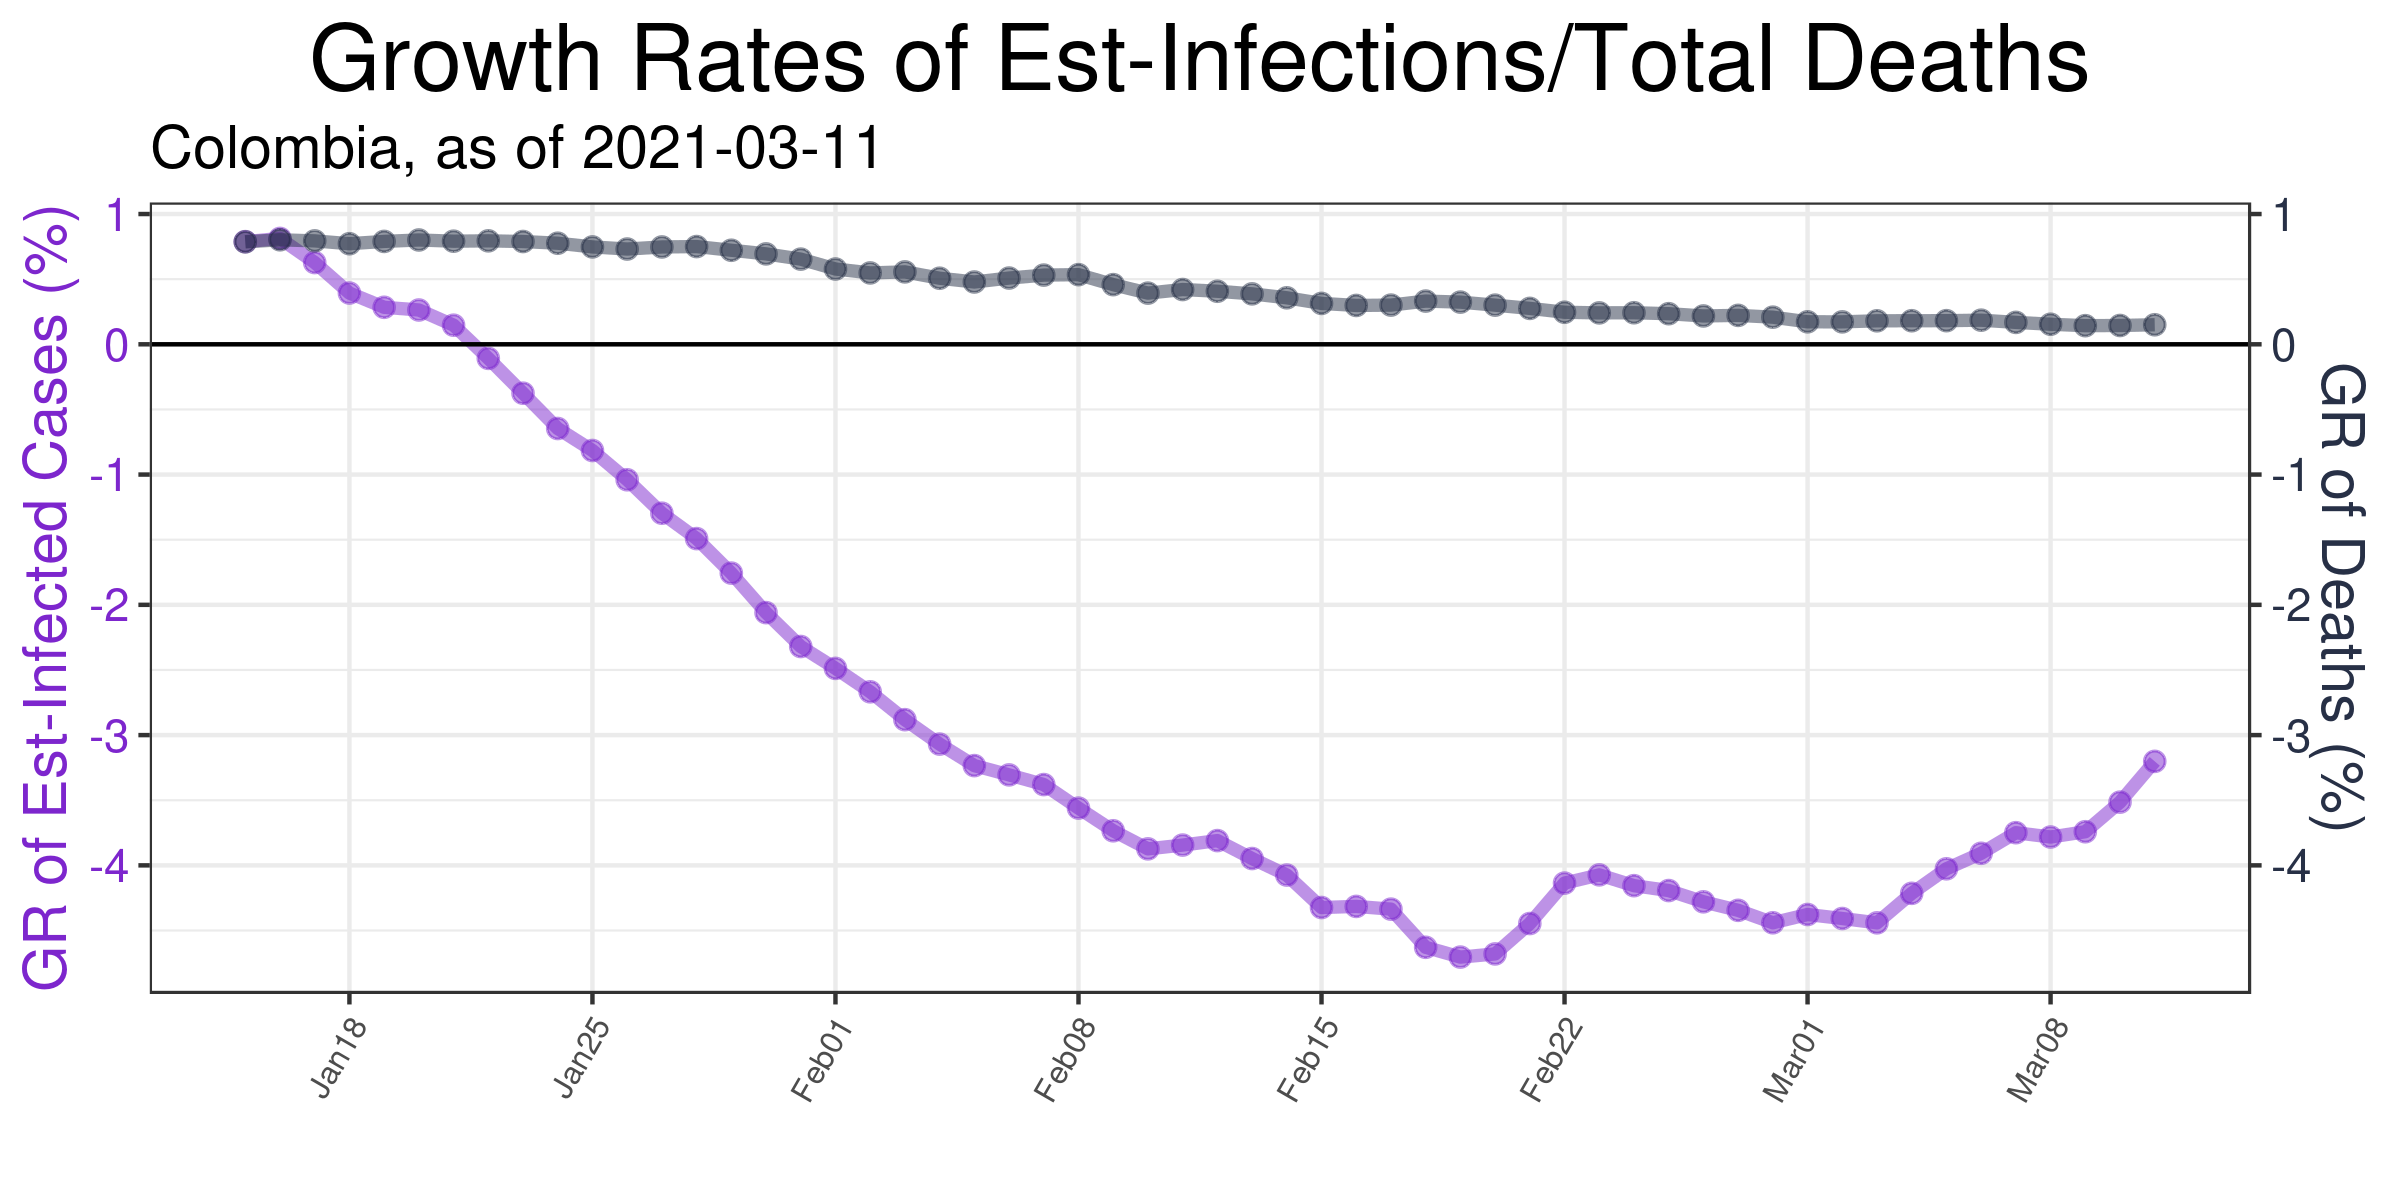 Growth Rates of Est-Infections/Total Deaths
Colombia, as of 2021-03-11
GR of Est-Infected Cases (%)
1
0
-1
-2
-3
-4
1
0
-1
-2
-3
-4
GR of Deaths (%)
Jan18
Jan25
Feb01
Feb08
Feb15
Feb22
Mar01
Mar08